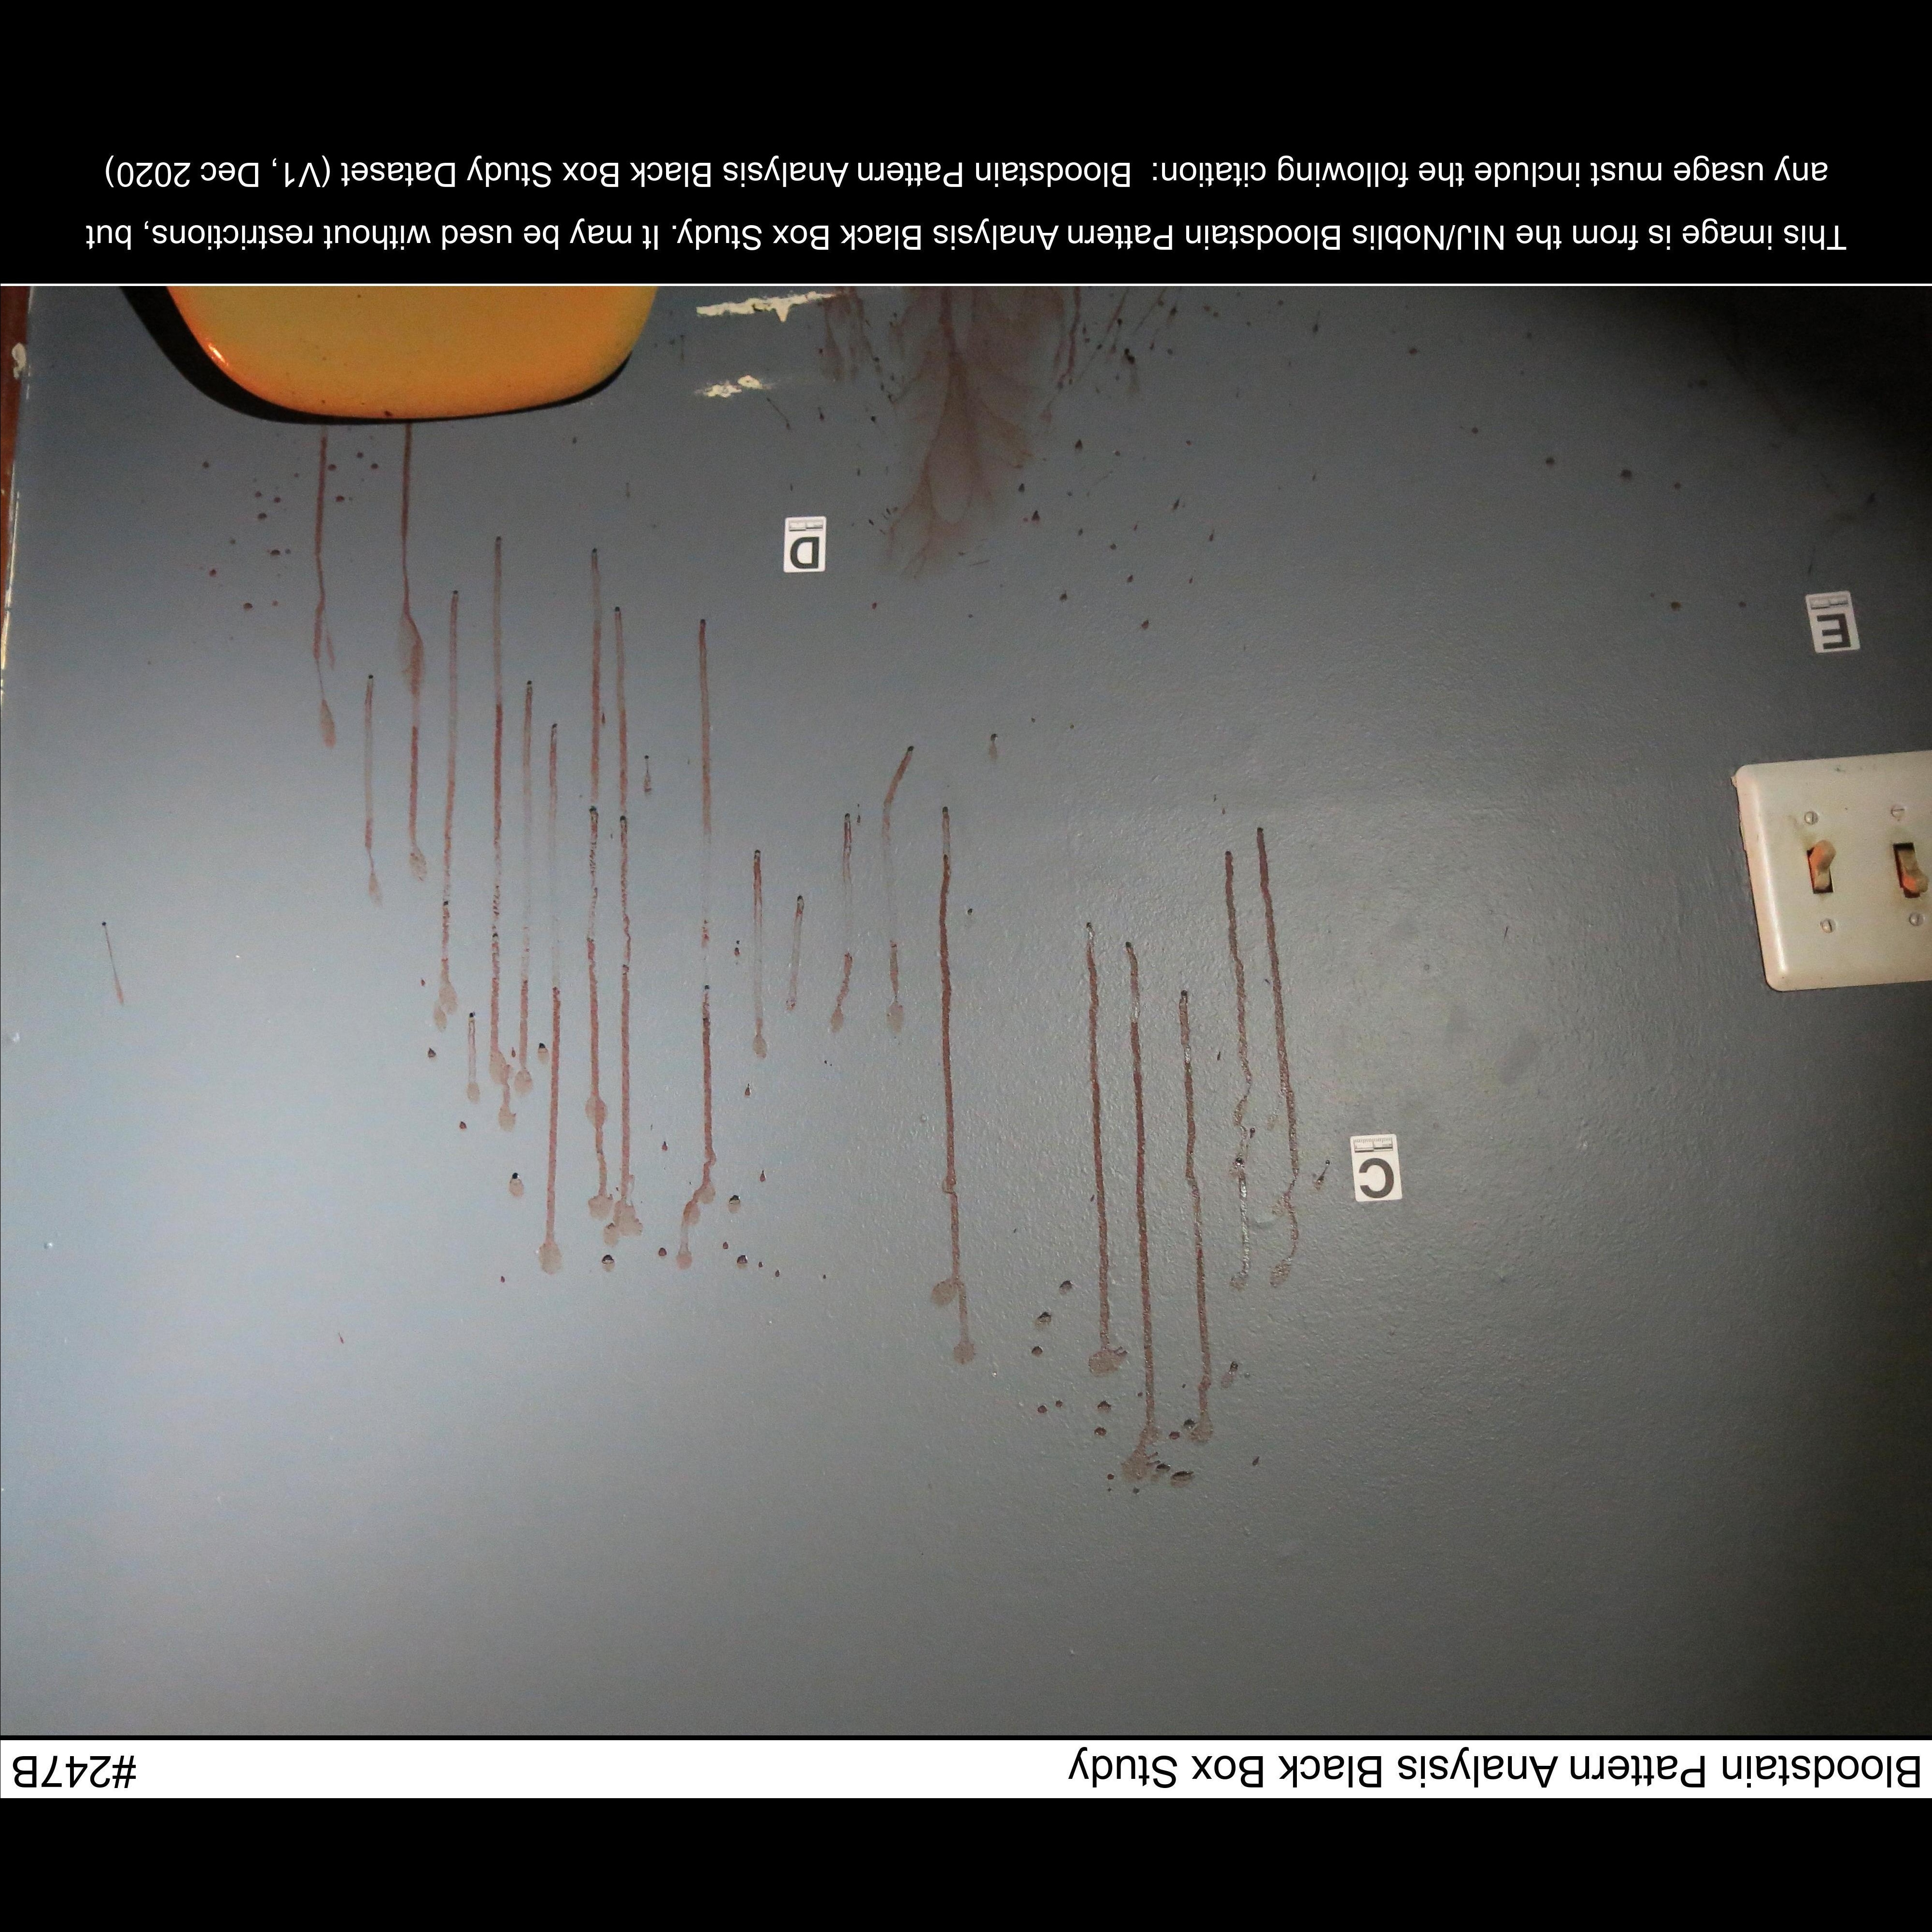 Bloodstain Pattern Analysis Black Box Study #247B
C
E
D
This image is from the NIJ/Noblis Bloodstain Pattern Analysis Black Box Study. It may be used without restrictions, but
any usage must include the following citation: Bloodstain Pattern Analysis Black Box Study Dataset (V1, Dec 2020)